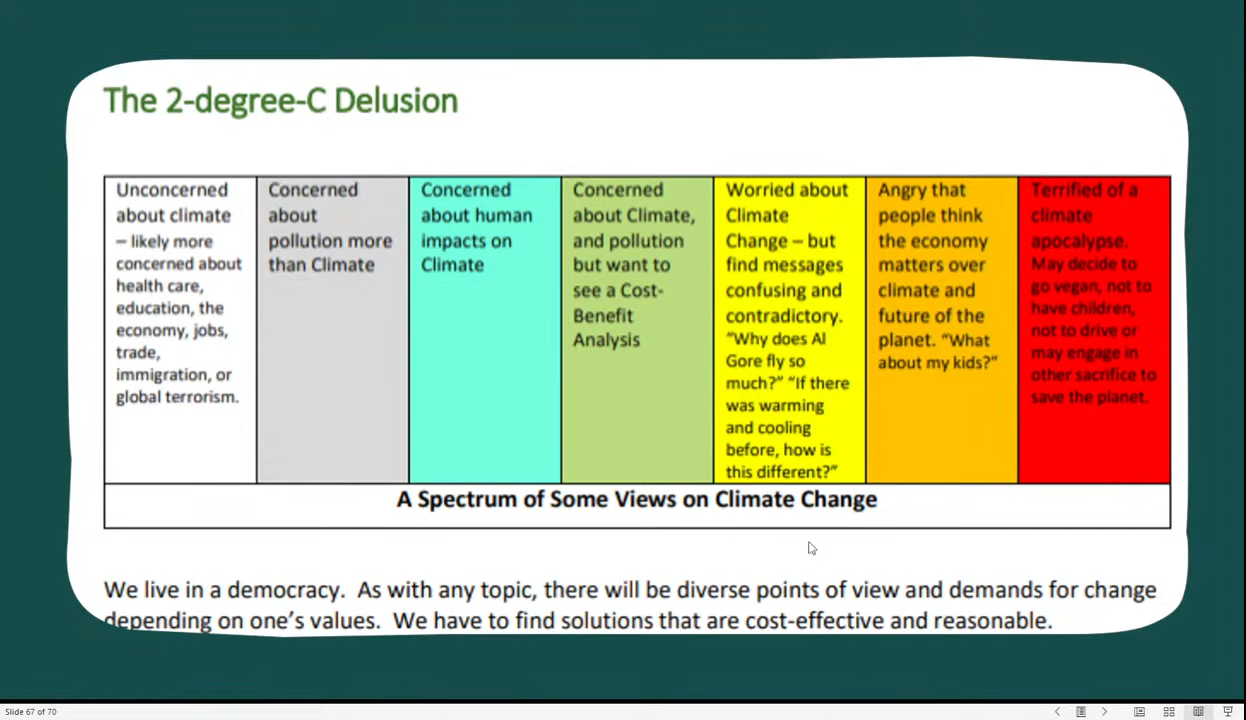 The 2-degree-C Delusion
Unconcerned
about climate
– likely more
concerned about
health care,
education, the
economy, jobs,
trade,
immigration, or
global terrorism.
Concerned
about
pollution more
than Climate
Concerned
about human
impacts on
Climate
Concerned
about Climate,
and pollution
but want to
see a Cost-
Benefit
Analysis
Worried about
Climate
Change – but
find messages
confusing and
contradictory.
“Why does Al
Gore fly so
much?” “If there
was warming
and cooling
before, how is
this different?”
Angry that
people think
the economy
matters over
climate and
future of the
planet. “What
about my kids?”
Terrified of a
climate
apocalypse.
May decide to
go vegan, not to
have children,
not to drive or
may engage in
other sacrifice to
save the planet.
A Spectrum of Some Views on Climate Change
We live in a democracy.  As with any topic, there will be diverse points of view and demands for change
depending on one’s values.  We have to find solutions that are cost-effective and reasonable.
Slide 67 of 70